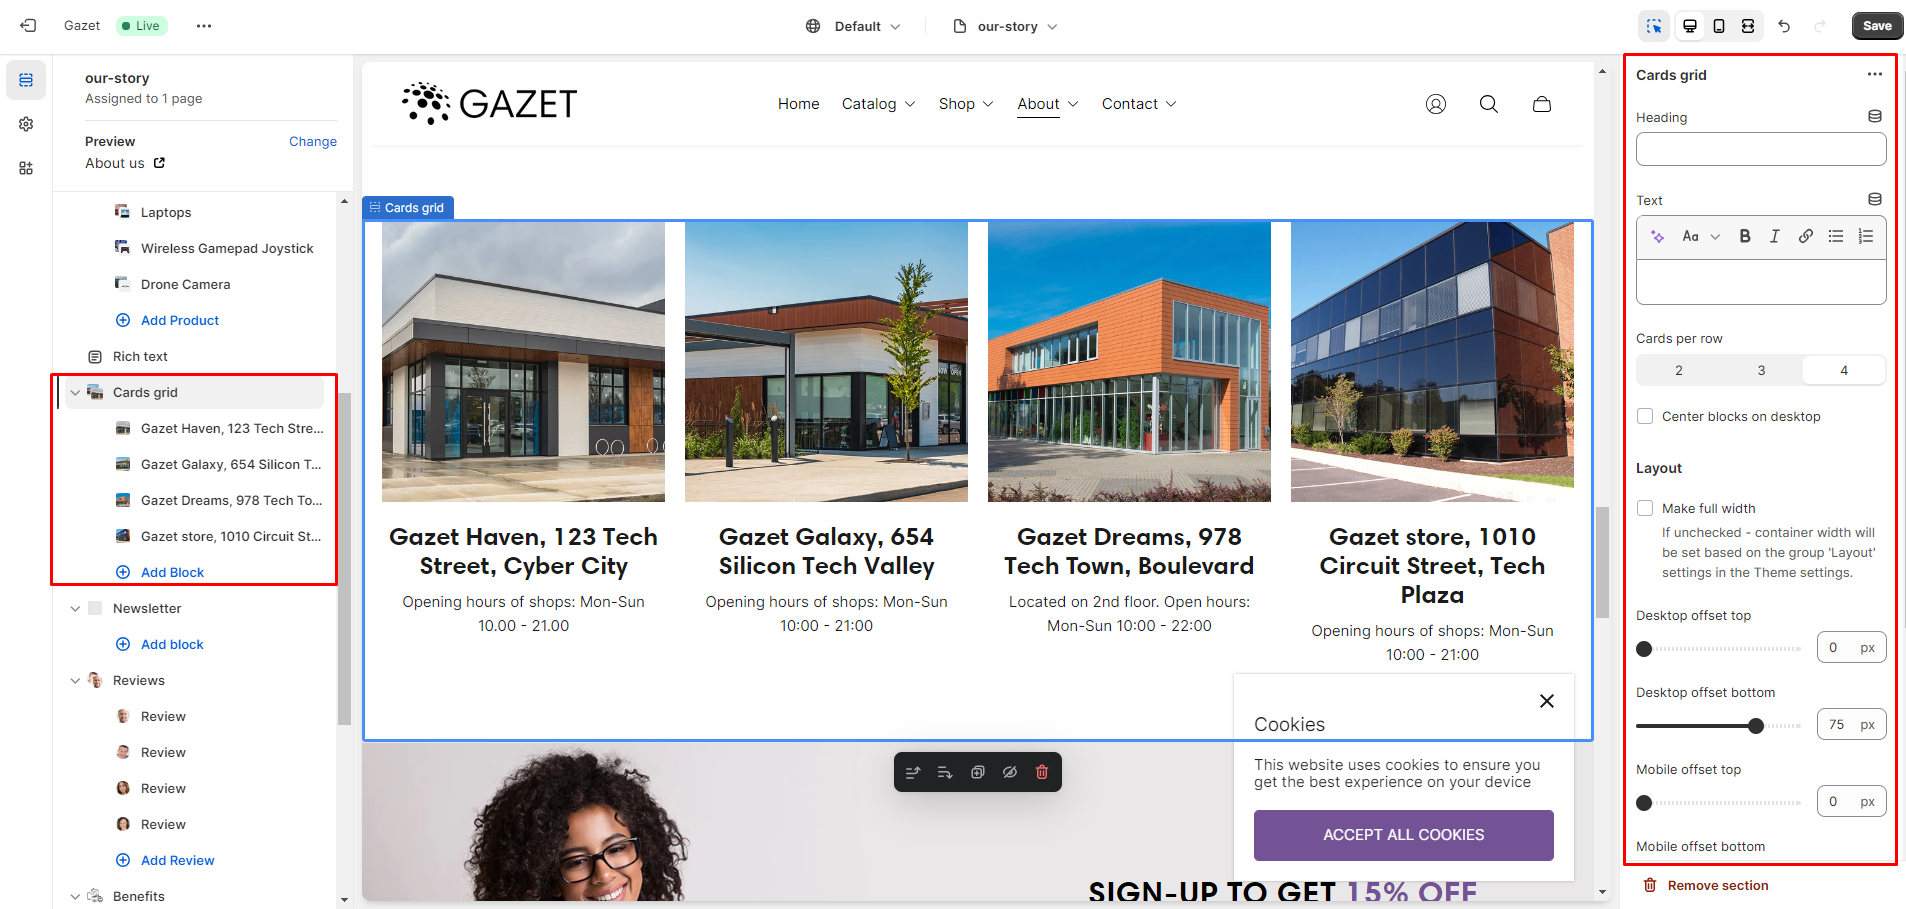 Gazet
Live
Default
our-story
Save
our-story
Assigned to 1 page
Preview
Change
About us
Laptops
Wireless Gamepad Joystick
Drone Camera
Add Product
Rich text
Cards grid
Gazet Haven, 123 Tech Stre...
Gazet Galaxy, 654 Silicon T...
Gazet Dreams, 978 Tech To...
Gazet store, 1010 Circuit St...
Add Block
Newsletter
Add block
Reviews
Review
Review
Review
Review
Add Review
Benefits
GAZET
Home
Catalog
Shop
About
Contact
Cards grid
Gazet Haven, 123 Tech
Street, Cyber City
Opening hours of shops: Mon-Sun
10.00 - 21.00
Gazet Galaxy, 654
Silicon Tech Valley
Opening hours of shops: Mon-Sun
10:00 - 21:00
Gazet Dreams, 978
Tech Town, Boulevard
Located on 2nd floor. Open hours:
Mon-Sun 10:00 - 22:00
Gazet store, 1010
Circuit Street, Tech
Plaza
Opening hours of shops: Mon-Sun
10:00 - 21:00
Cookies
This website uses cookies to ensure you
get the best experience on your device
ACCEPT ALL COOKIES
SIGN-UP TO GET 15% OFF
Cards grid
Heading
Text
Aa
B
I
Cards per row
2
3
4
Center blocks on desktop
Layout
Make full width
If unchecked - container width will
be set based on the group 'Layout'
settings in the Theme settings.
Desktop offset top
0 px
Desktop offset bottom
75 px
Mobile offset top
0 px
Mobile offset bottom
Remove section